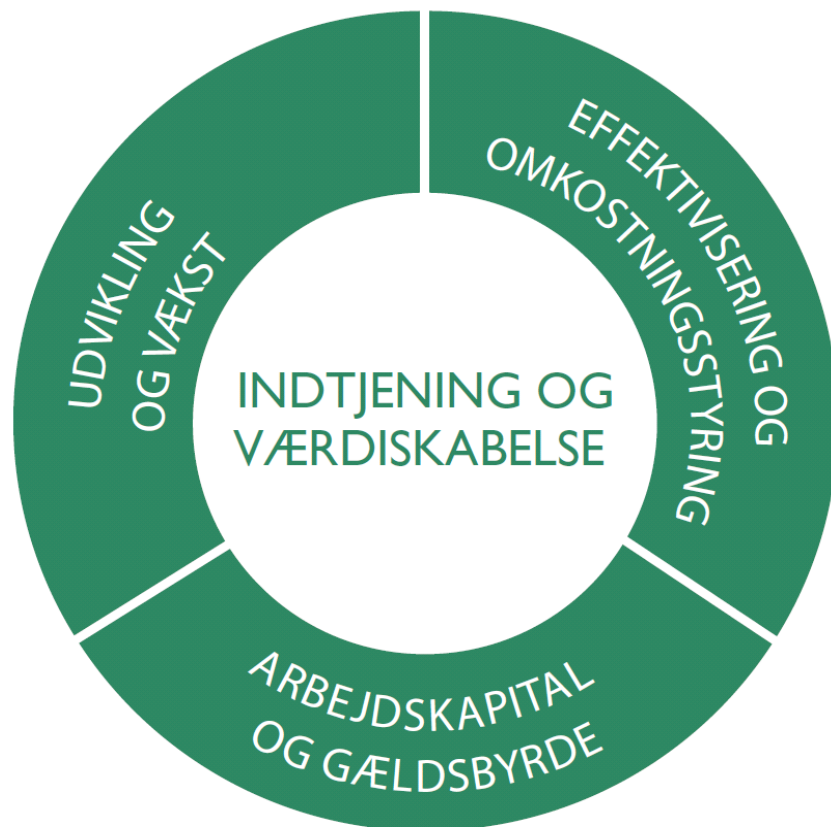 EFFEKTIVISERING OG
OMKOSTNINGSSTYRING
UDVIKLING
OG VÆKST
INDTJENING OG
VÆRDISKABELSE
ARBEJDSKAPITAL
OG GÆLDSBYRDE